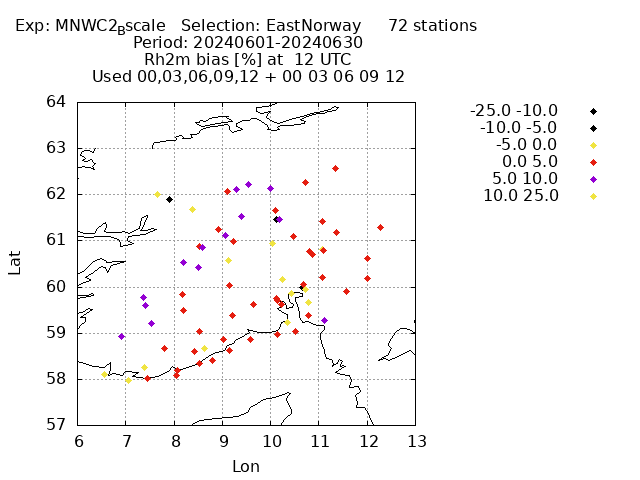 Exp: MNWC2_Bscale   Selection: EastNorway     72 stations
Period: 20240601-20240630
Rh2m bias [%] at  12 UTC
Used 00,03,06,09,12 + 00 03 06 09 12
-25.0 -10.0
-10.0 -5.0
-5.0 0.0
0.0 5.0
5.0 10.0
10.0 25.0
64
63
62
61
60
59
58
57
Lat
6 7 8 9 10 11 12 13
Lon